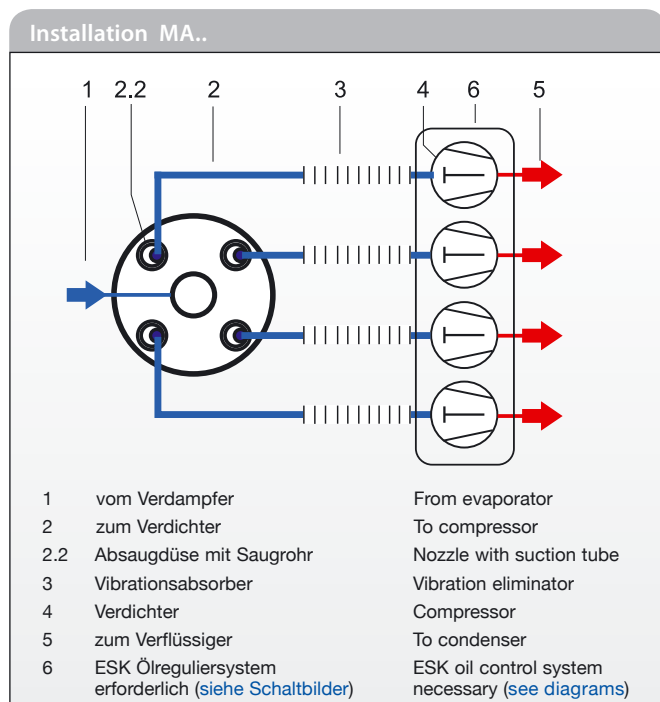 Installation MA..
1 2.2 2 3 4 6 5
1 vom Verdampfer From evaporator
2 zum Verdichter To compressor
2.2 Absaugdüse mit Saugrohr Nozzle with suction tube
3 Vibrationsabsorber Vibration eliminator
4 Verdichter Compressor
5 zum Verflüssiger To condenser
6 ESK Ölreguliersystem ESK oil control system
erforderlich (siehe Schaltbilder) necessary (see diagrams)